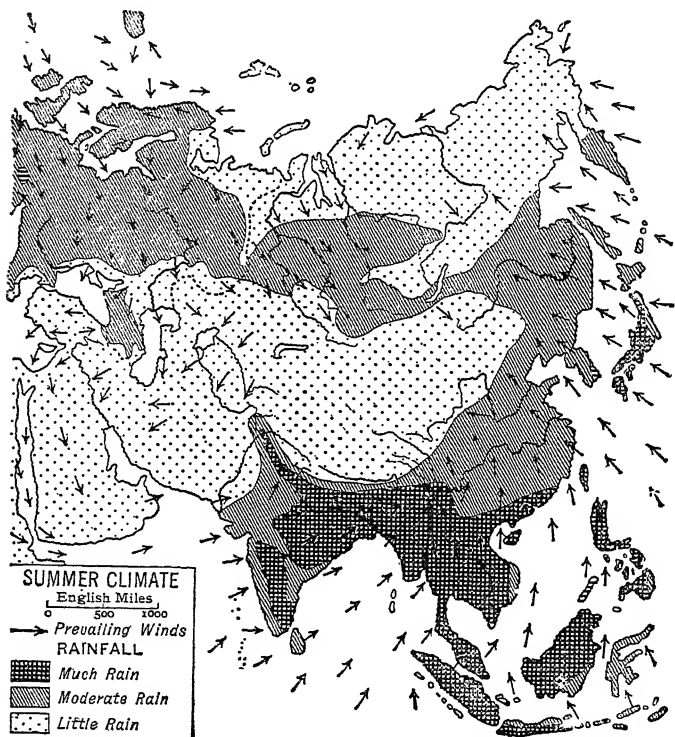 SUMMER CLIMATE
English Miles
0 500 1000
Prevailing Winds
RAINFALL
Much Rain
Moderate Rain
Little Rain